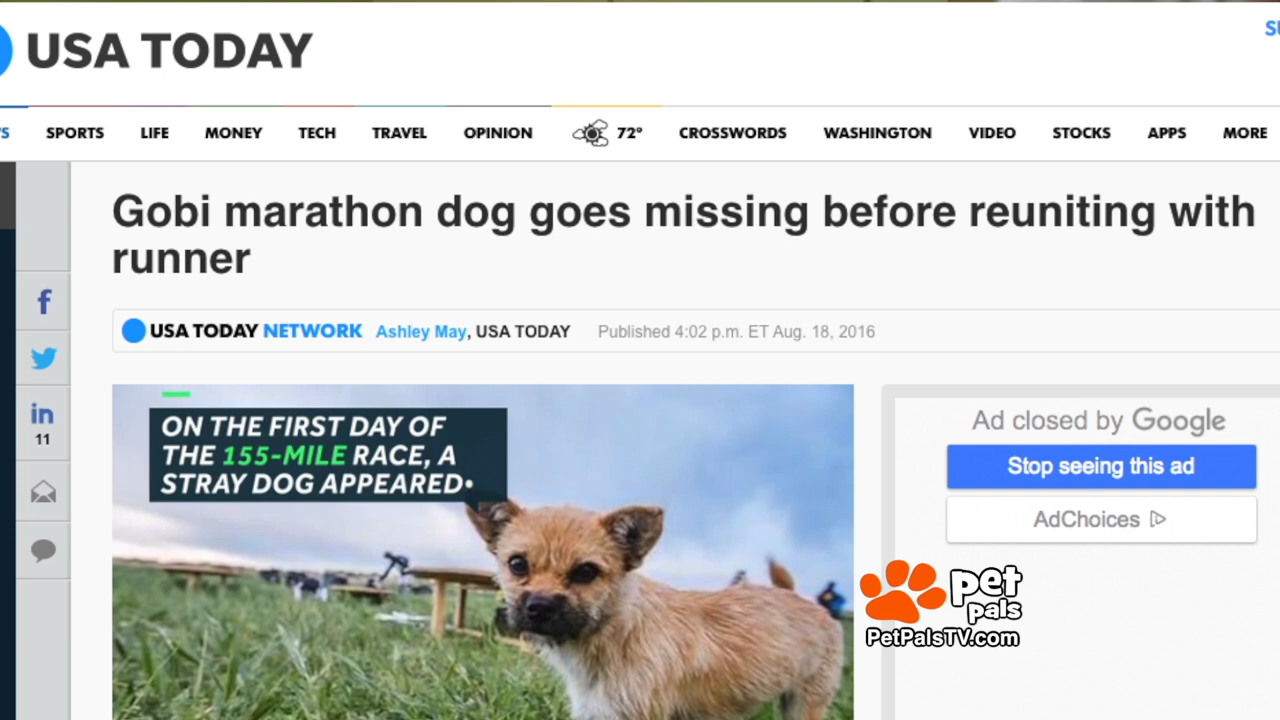 USA TODAY
SU
S
SPORTS LIFE MONEY TECH TRAVEL OPINION 72° CROSSWORDS WASHINGTON VIDEO STOCKS APPS MORE
Gobi marathon dog goes missing before reuniting with
runner
USA TODAY NETWORK Ashley May, USA TODAY Published 4:02 p.m. ET Aug. 18, 2016
f
in
11
ON THE FIRST DAY OF
THE 155-MILE RACE, A
STRAY DOG APPEARED•
Ad closed by Google
Stop seeing this ad
AdChoices
pet
pals
PetPalsTV.com